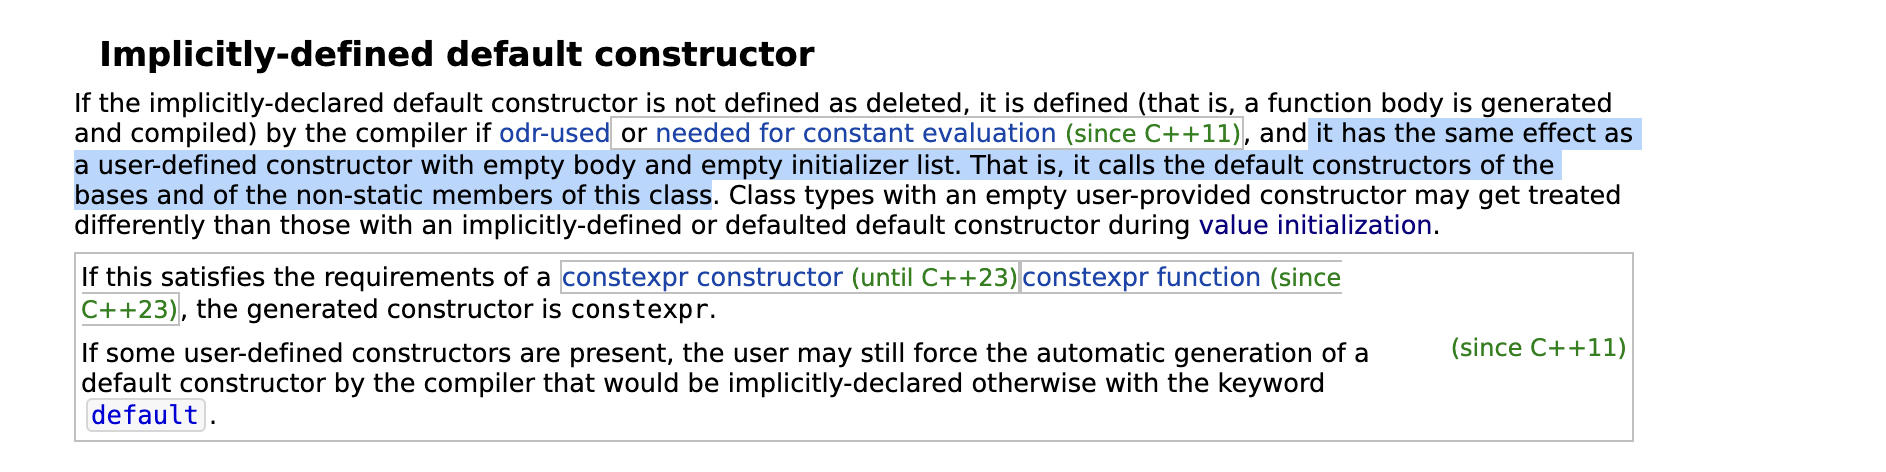 Implicitly-defined default constructor
If the implicitly-declared default constructor is not defined as deleted, it is defined (that is, a function body is generated
and compiled) by the compiler if odr-used or needed for constant evaluation (since C++11), and it has the same effect as
a user-defined constructor with empty body and empty initializer list. That is, it calls the default constructors of the
bases and of the non-static members of this class. Class types with an empty user-provided constructor may get treated
differently than those with an implicitly-defined or defaulted default constructor during value initialization.
If this satisfies the requirements of a constexpr constructor (until C++23)constexpr function (since
C++23), the generated constructor is constexpr.
If some user-defined constructors are present, the user may still force the automatic generation of a
default constructor by the compiler that would be implicitly-declared otherwise with the keyword
default.
(since C++11)